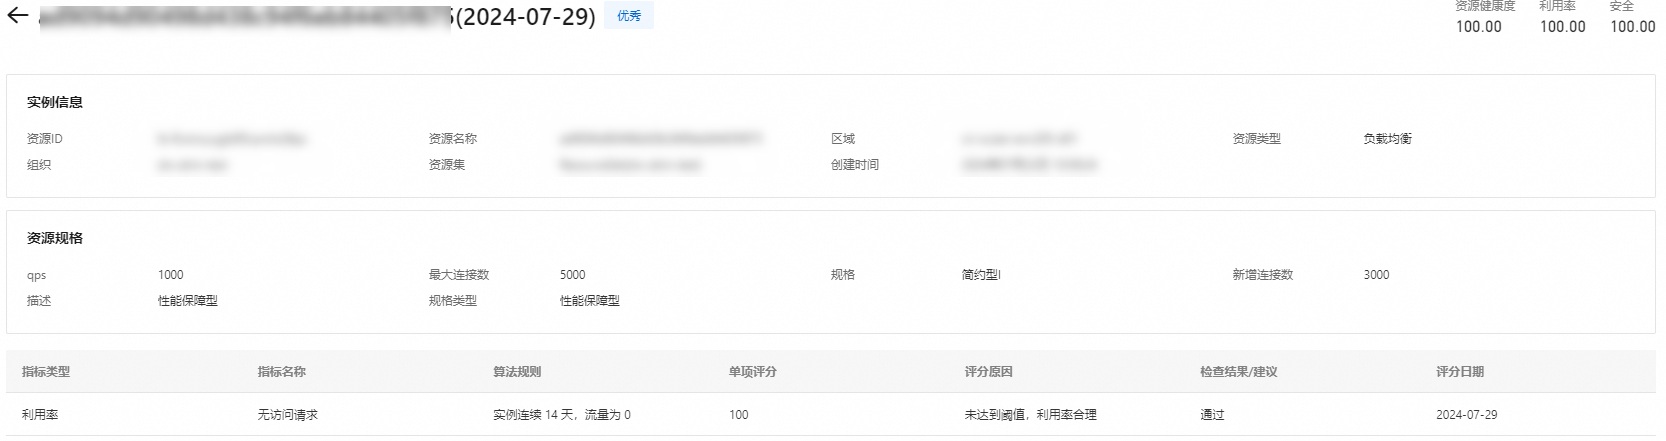 (2024-07-29) 优秀
资源健康度 利用率 安全
100.00 100.00 100.00
实例信息
资源ID 资源名称 区域 资源类型 负载均衡
组织 资源集 创建时间
资源规格
qps 1000 最大连接数 5000 规格 简约型I 新增连接数 3000
描述 性能保障型 规格类型 性能保障型
指标类型 指标名称 算法规则 单项评分 评分原因 检查结果/建议 评分日期
利用率 无访问请求 实例连续 14 天，流量为 0 100 未达到阈值，利用率合理 通过 2024-07-29